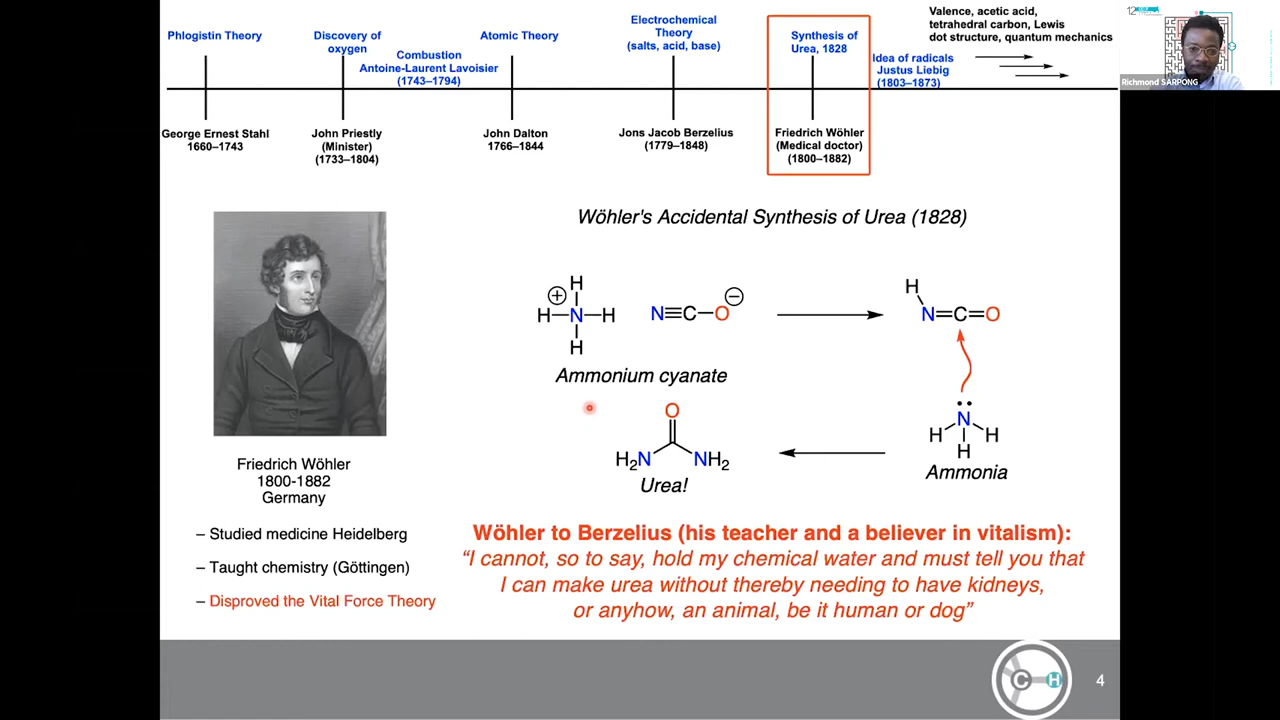 Phlogistin Theory
Discovery of
oxygen
Combustion
Antoine-Laurent Lavoisier
(1743–1794)
Atomic Theory
Electrochemical
Theory
(salts, acid, base)
Synthesis of
Urea, 1828
Idea of radicals
Justus Liebig
(1803–1873)
Valence, acetic acid,
tetrahedral carbon, Lewis
dot structure, quantum mechanics
12
Richmond SARPONG
George Ernest Stahl
1660–1743
John Priestly
(Minister)
(1733–1804)
John Dalton
1766–1844
Jons Jacob Berzelius
(1779–1848)
Friedrich Wöhler
(Medical doctor)
(1800–1882)
Wöhler's Accidental Synthesis of Urea (1828)
H
H–N–H
H
+
N≡C–O
−
Ammonium cyanate
H
N=C=O
N
H H
H
Ammonia
O
H₂N NH₂
Urea!
Friedrich Wöhler
1800-1882
Germany
– Studied medicine Heidelberg
– Taught chemistry (Göttingen)
– Disproved the Vital Force Theory
Wöhler to Berzelius (his teacher and a believer in vitalism):
“I cannot, so to say, hold my chemical water and must tell you that
I can make urea without thereby needing to have kidneys,
or anyhow, an animal, be it human or dog”
C H
4